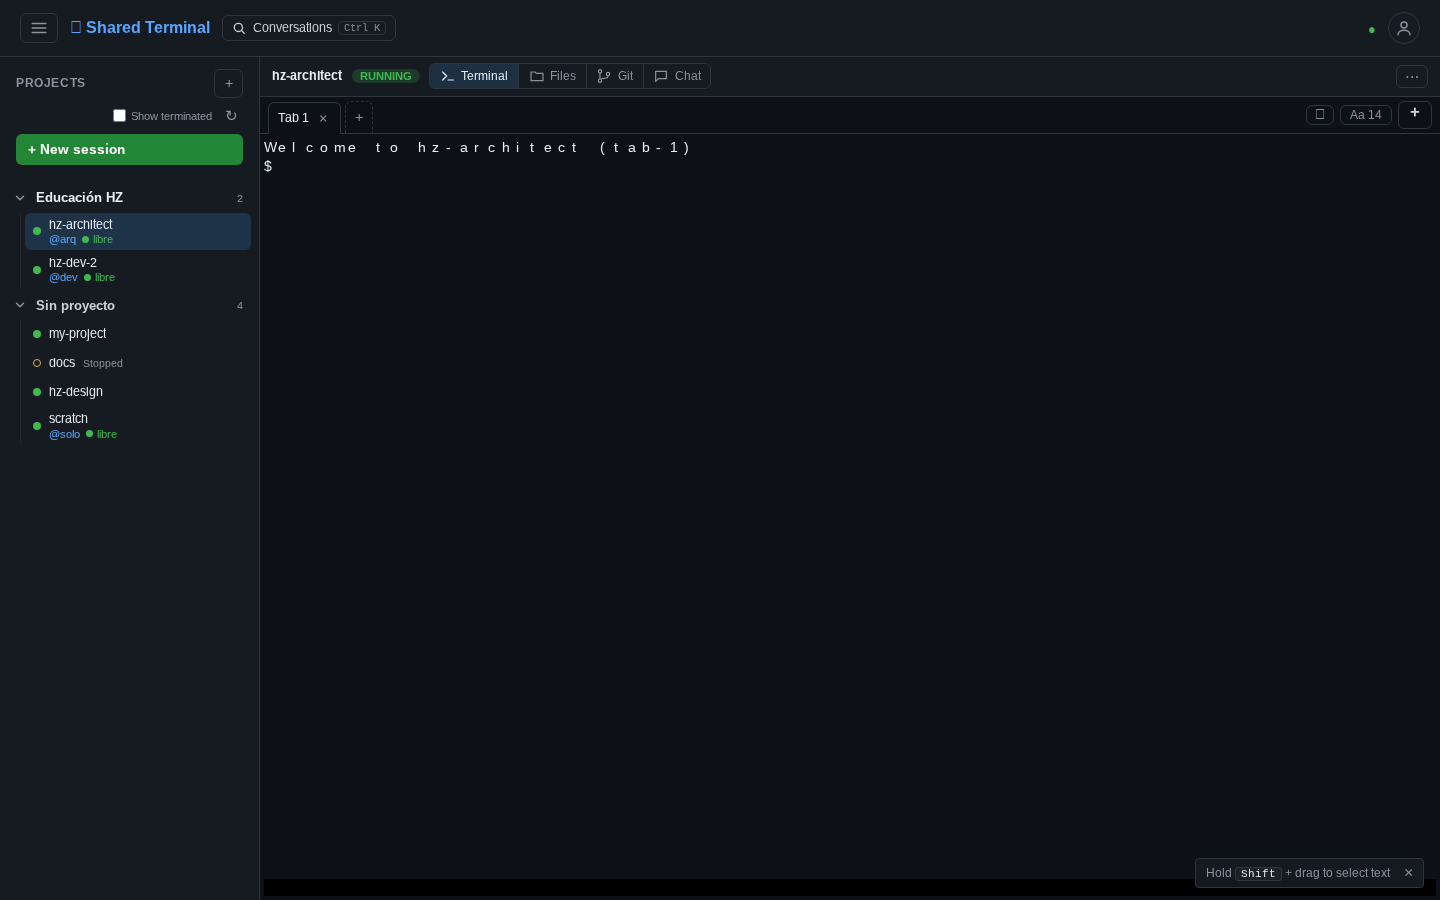 Shared Terminal
Conversations Ctrl K
PROJECTS
+
Show terminated
+ New session
Educación HZ 2
hz-architect
@arq libre
hz-dev-2
@dev libre
Sin proyecto 4
my-project
docs Stopped
hz-design
scratch
@solo libre
hz-architect RUNNING Terminal Files Git Chat ...
Tab 1 × + Aa 14 +
Welcome to hz-architect (tab-1)
$
Hold Shift + drag to select text ×